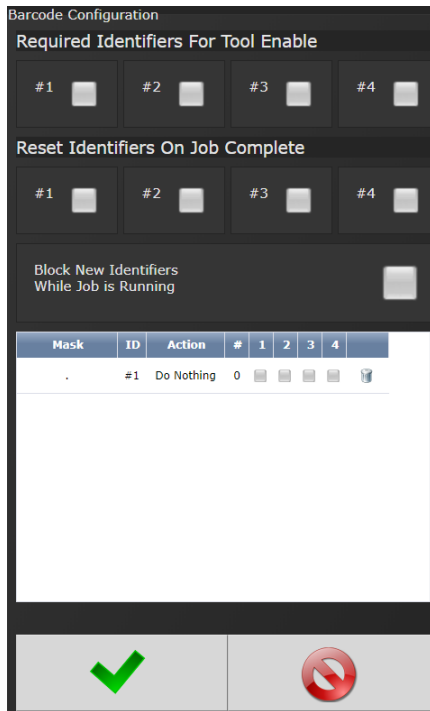 Barcode Configuration
Required Identifiers For Tool Enable
#1 #2 #3 #4
Reset Identifiers On Job Complete
#1 #2 #3 #4
Block New Identifiers
While Job is Running
Mask ID Action # 1 2 3 4
. #1 Do Nothing 0